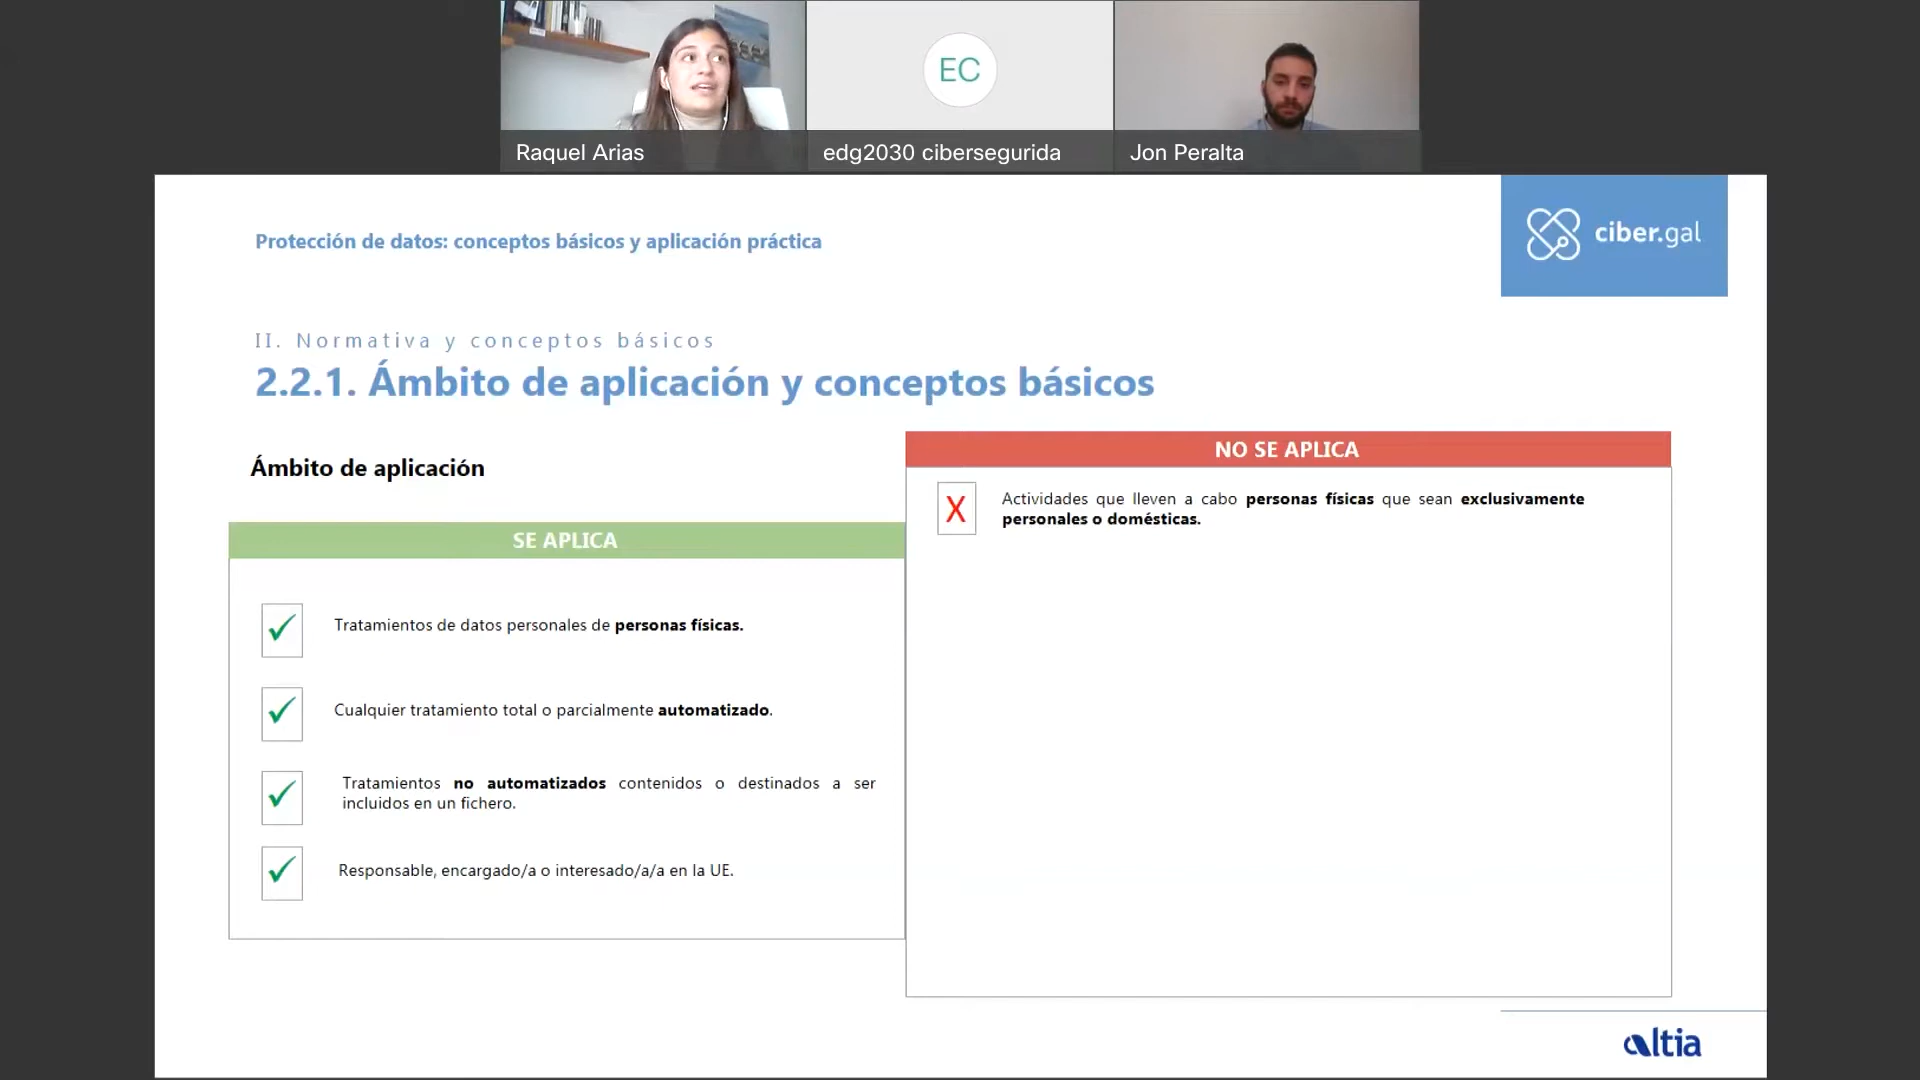 EC
Raquel Arias
edg2030 cibersegurida
Jon Peralta
Protección de datos: conceptos básicos y aplicación práctica
ciber.gal
II. Normativa y conceptos básicos
2.2.1. Ámbito de aplicación y conceptos básicos
Ámbito de aplicación
SE APLICA
Tratamientos de datos personales de personas físicas.
Cualquier tratamiento total o parcialmente automatizado.
Tratamientos no automatizados contenidos o destinados a ser
incluidos en un fichero.
Responsable, encargado/a o interesado/a/a en la UE.
NO SE APLICA
X
Actividades que lleven a cabo personas físicas que sean exclusivamente
personales o domésticas.
altia